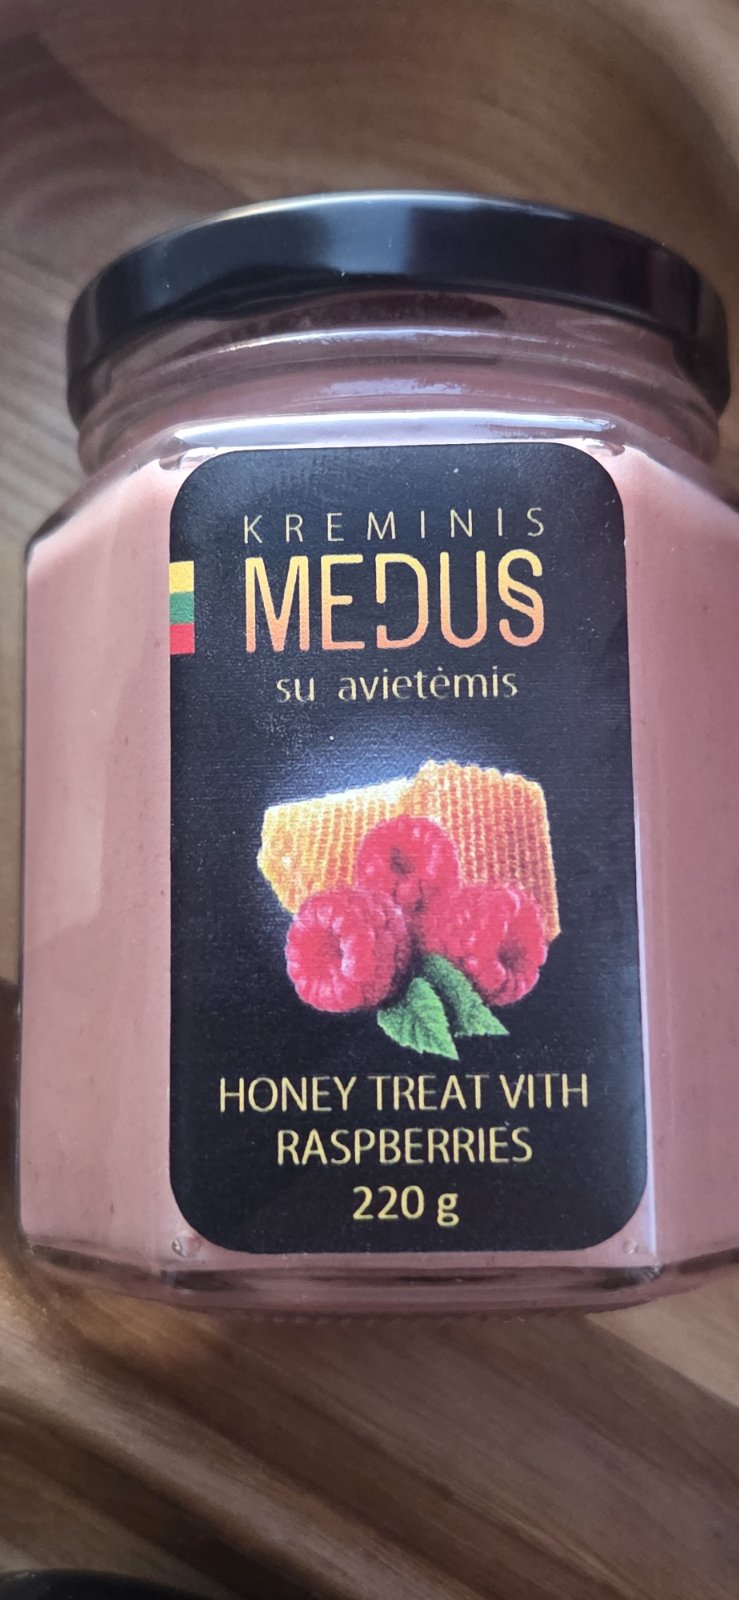 KREMINIS
MEDUS
su avietėmis
HONEY TREAT VITH
RASPBERRIES
220 g